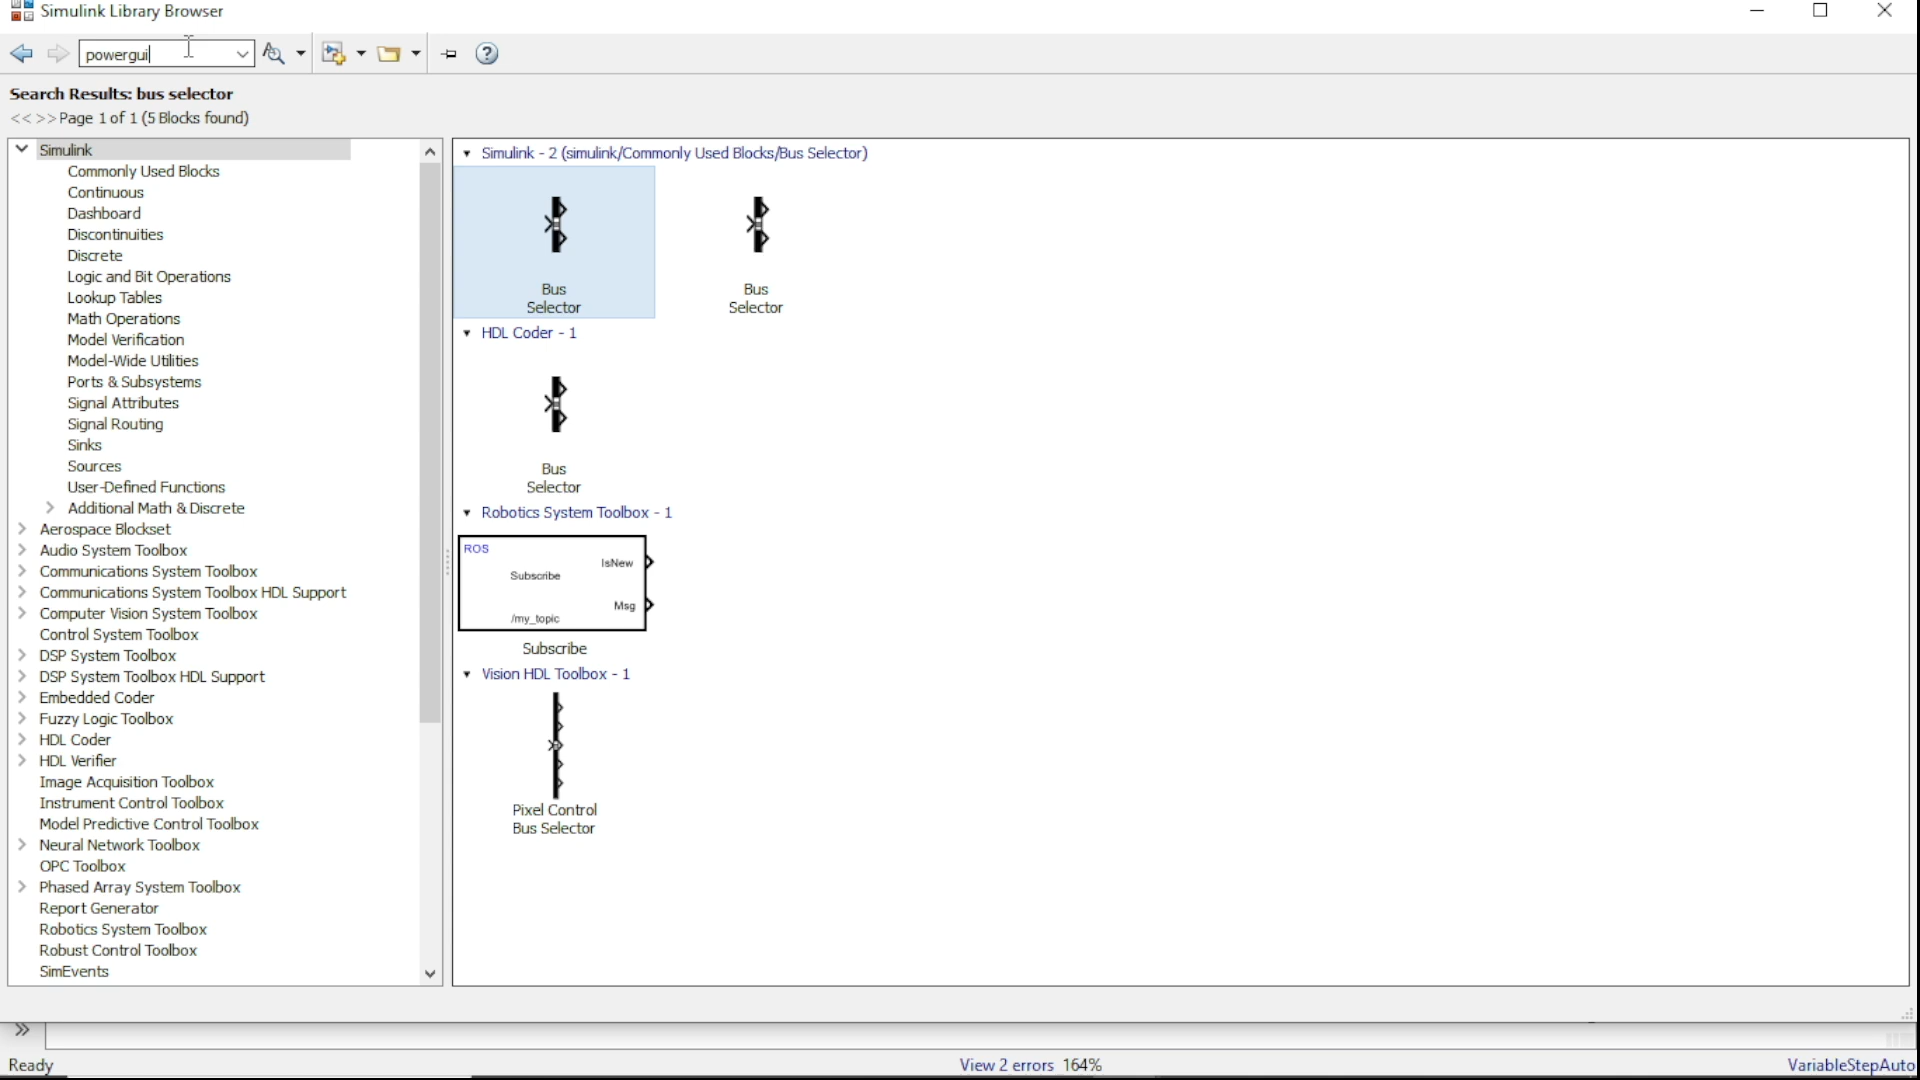 Simulink Library Browser
powergui
Search Results: bus selector
<< >> Page 1 of 1 (5 Blocks found)
Simulink
Commonly Used Blocks
Continuous
Dashboard
Discontinuities
Discrete
Logic and Bit Operations
Lookup Tables
Math Operations
Model Verification
Model-Wide Utilities
Ports & Subsystems
Signal Attributes
Signal Routing
Sinks
Sources
User-Defined Functions
Additional Math & Discrete
Aerospace Blockset
Audio System Toolbox
Communications System Toolbox
Communications System Toolbox HDL Support
Computer Vision System Toolbox
Control System Toolbox
DSP System Toolbox
DSP System Toolbox HDL Support
Embedded Coder
Fuzzy Logic Toolbox
HDL Coder
HDL Verifier
Image Acquisition Toolbox
Instrument Control Toolbox
Model Predictive Control Toolbox
Neural Network Toolbox
OPC Toolbox
Phased Array System Toolbox
Report Generator
Robotics System Toolbox
Robust Control Toolbox
SimEvents
Simulink - 2 (simulink/Commonly Used Blocks/Bus Selector)
Bus
Selector
Bus
Selector
HDL Coder - 1
Bus
Selector
Robotics System Toolbox - 1
ROS
IsNew
Subscribe
Msg
/my_topic
Subscribe
Vision HDL Toolbox - 1
Pixel Control
Bus Selector
Ready
View 2 errors 164%
VariableStepAuto